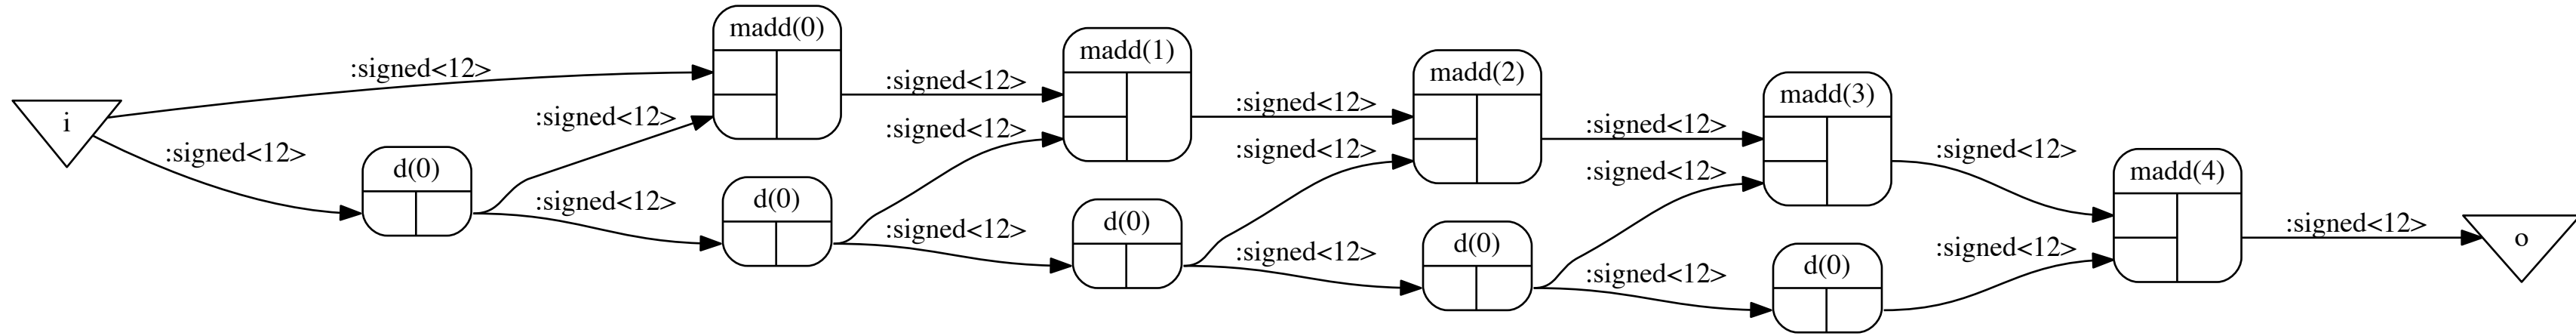 i
:signed<12>
:signed<12>
d(0)
madd(0)
:signed<12>
:signed<12>
d(0)
:signed<12>
madd(1)
:signed<12>
:signed<12>
d(0)
:signed<12>
madd(2)
:signed<12>
:signed<12>
d(0)
:signed<12>
madd(3)
:signed<12>
:signed<12>
d(0)
:signed<12>
:signed<12>
madd(4)
:signed<12>
o